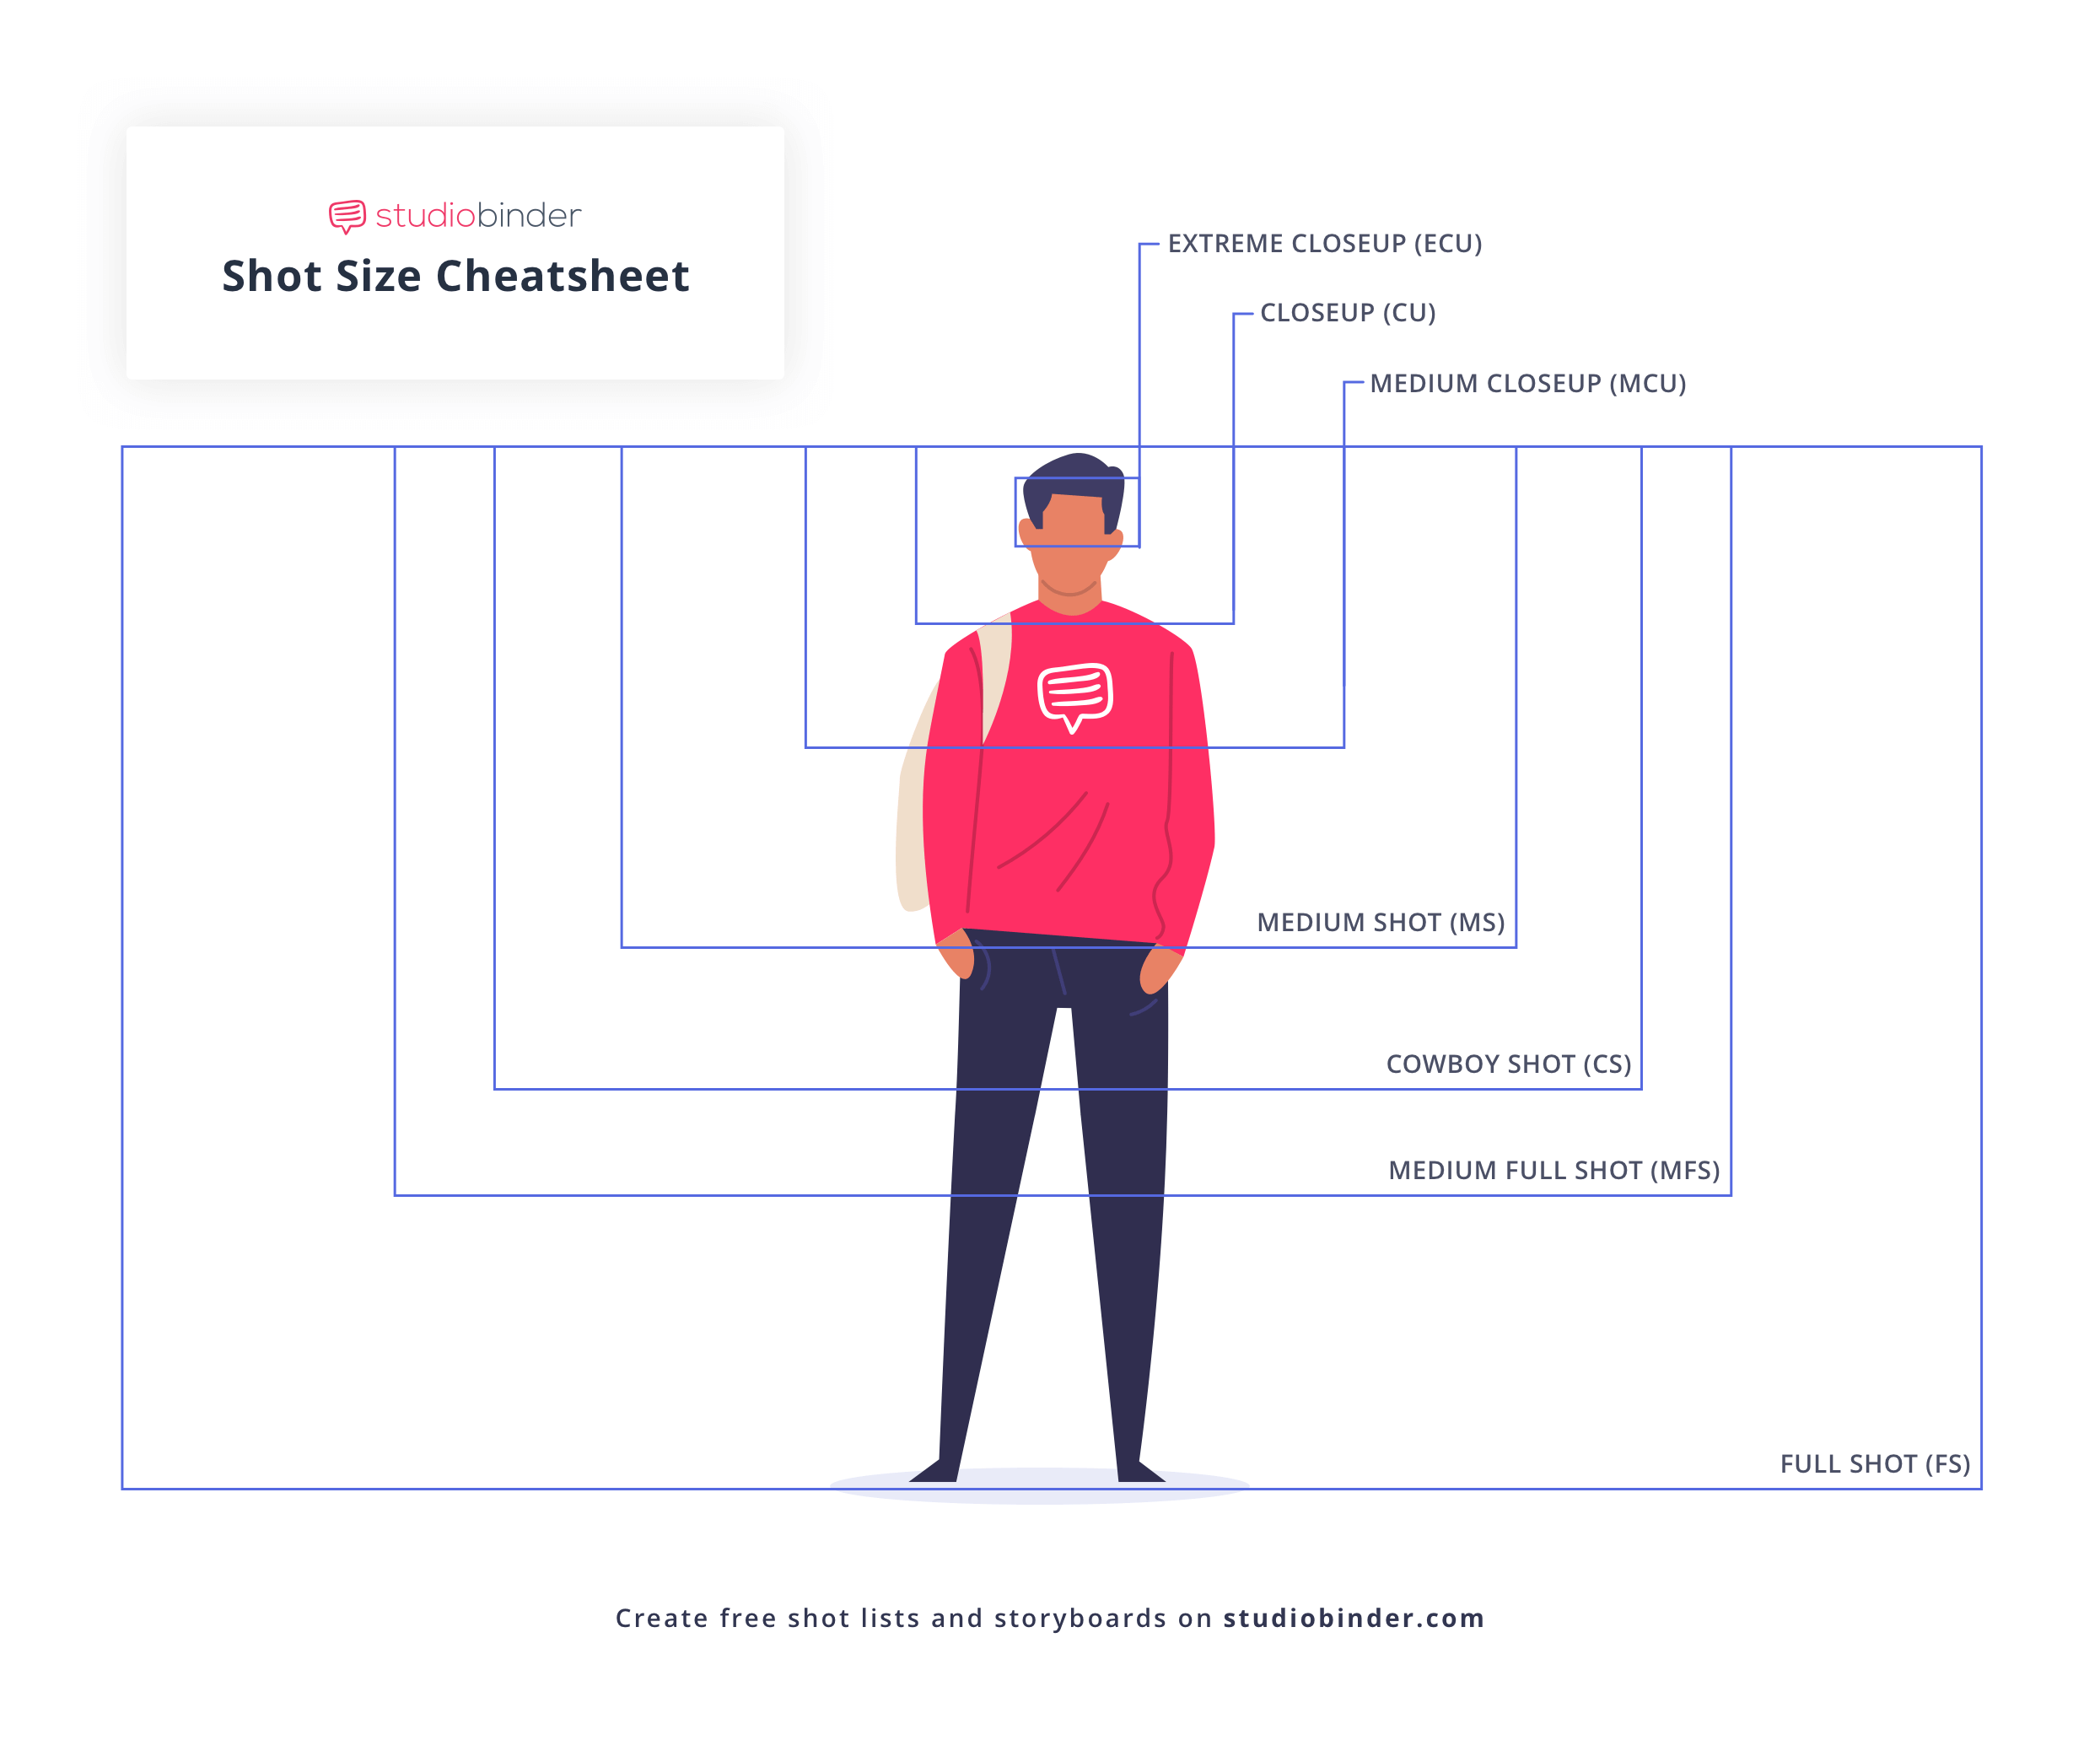 studiobinder
Shot Size Cheatsheet
EXTREME CLOSEUP (ECU)
CLOSEUP (CU)
MEDIUM CLOSEUP (MCU)
MEDIUM SHOT (MS)
COWBOY SHOT (CS)
MEDIUM FULL SHOT (MFS)
FULL SHOT (FS)
Create free shot lists and storyboards on studiobinder.com